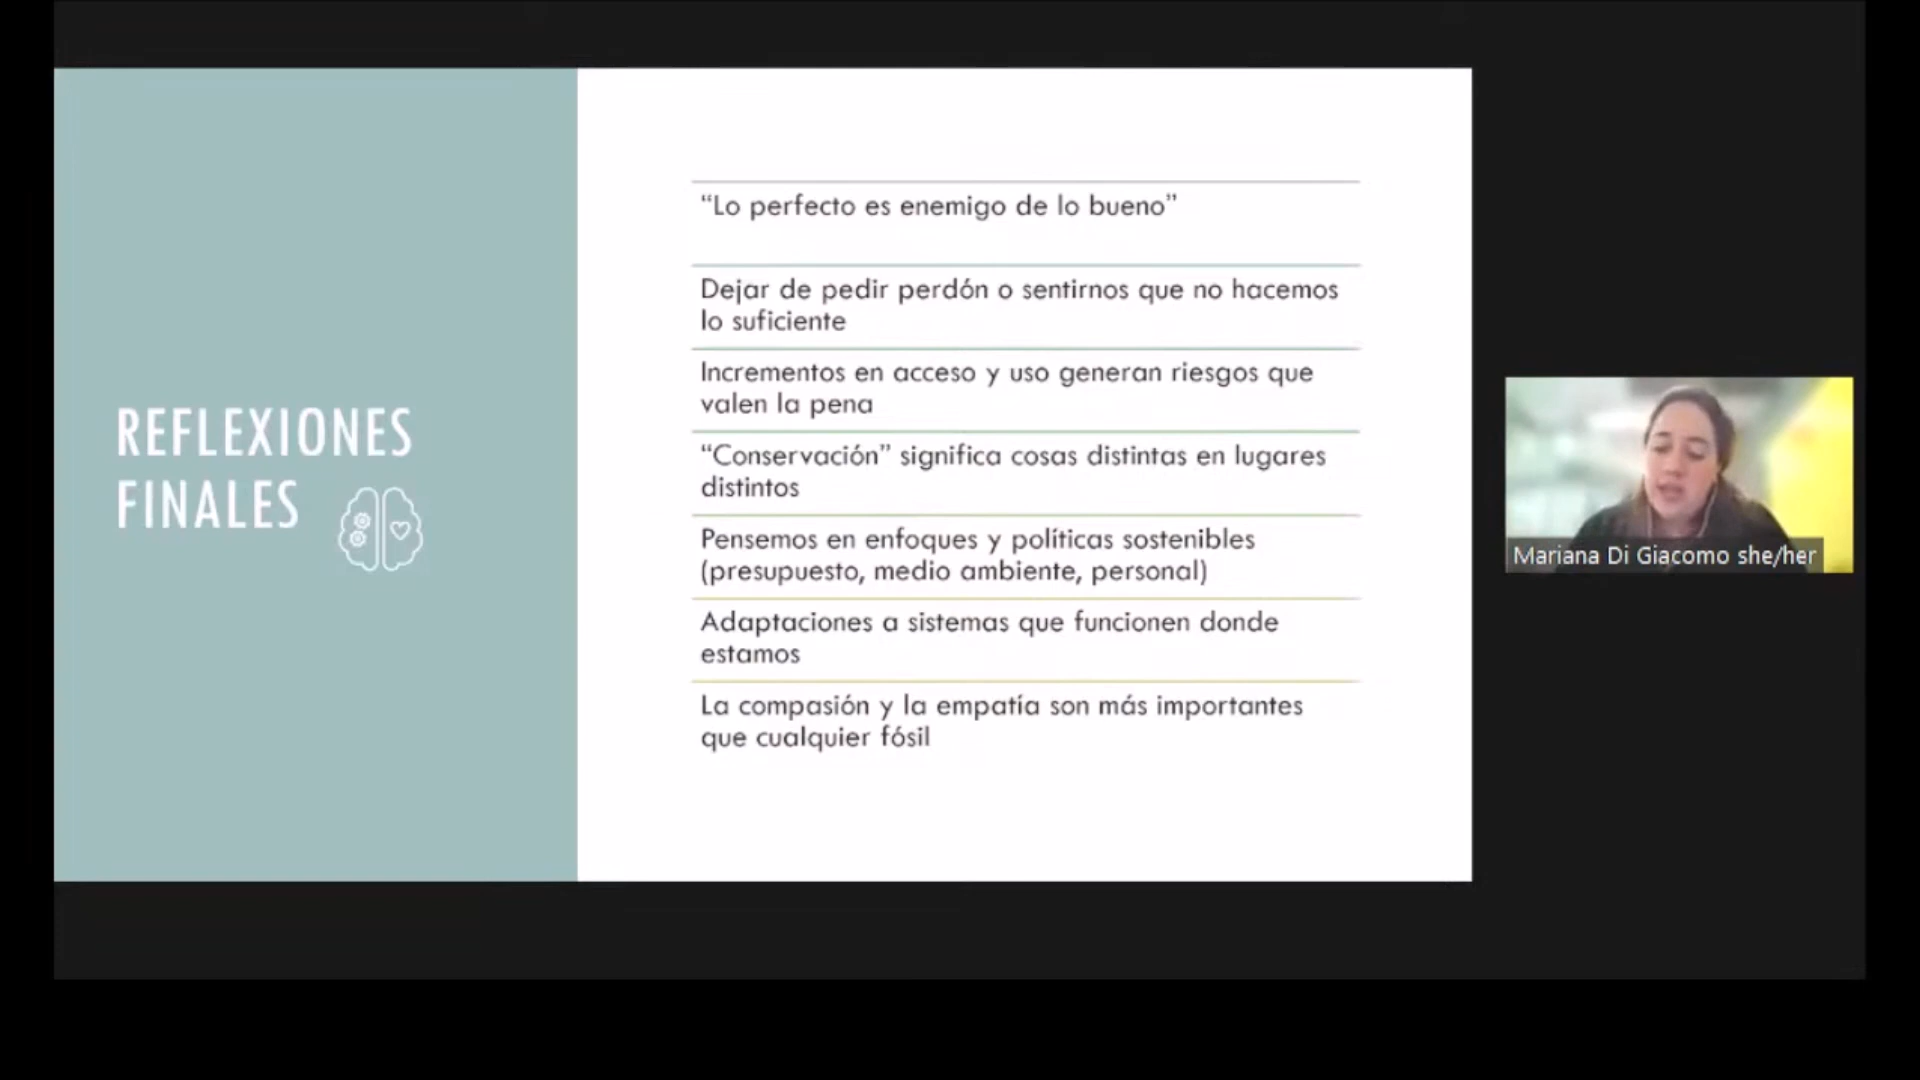 REFLEXIONES
FINALES
“Lo perfecto es enemigo de lo bueno”
Dejar de pedir perdón o sentirnos que no hacemos
lo suficiente
Incrementos en acceso y uso generan riesgos que
valen la pena
“Conservación” significa cosas distintas en lugares
distintos
Pensemos en enfoques y políticas sostenibles
(presupuesto, medio ambiente, personal)
Adaptaciones a sistemas que funcionen donde
estamos
La compasión y la empatía son más importantes
que cualquier fósil
Mariana Di Giacomo she/her